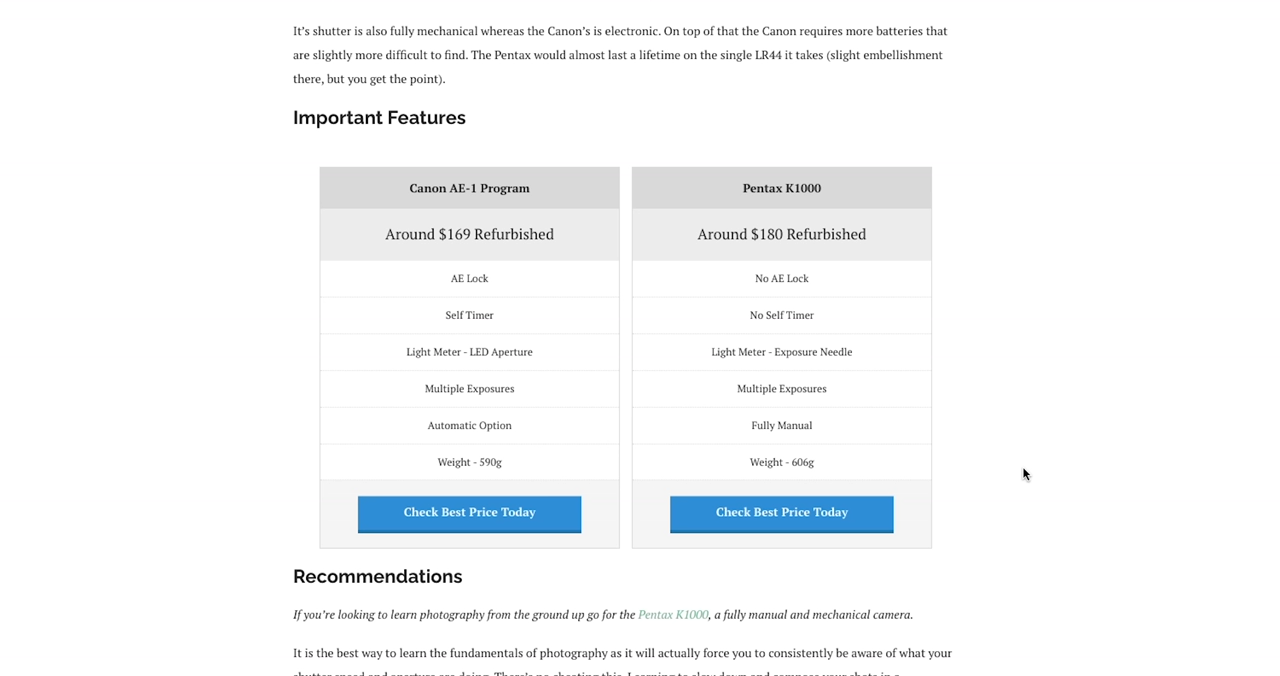 It’s shutter is also fully mechanical whereas the Canon’s is electronic. On top of that the Canon requires more batteries that
are slightly more difficult to find. The Pentax would almost last a lifetime on the single LR44 it takes (slight embellishment
there, but you get the point).
Important Features
Canon AE-1 Program
Around $169 Refurbished
AE Lock
Self Timer
Light Meter - LED Aperture
Multiple Exposures
Automatic Option
Weight - 590g
Check Best Price Today
Pentax K1000
Around $180 Refurbished
No AE Lock
No Self Timer
Light Meter - Exposure Needle
Multiple Exposures
Fully Manual
Weight - 606g
Check Best Price Today
Recommendations
If you’re looking to learn photography from the ground up go for the Pentax K1000, a fully manual and mechanical camera.
It is the best way to learn the fundamentals of photography as it will actually force you to consistently be aware of what your